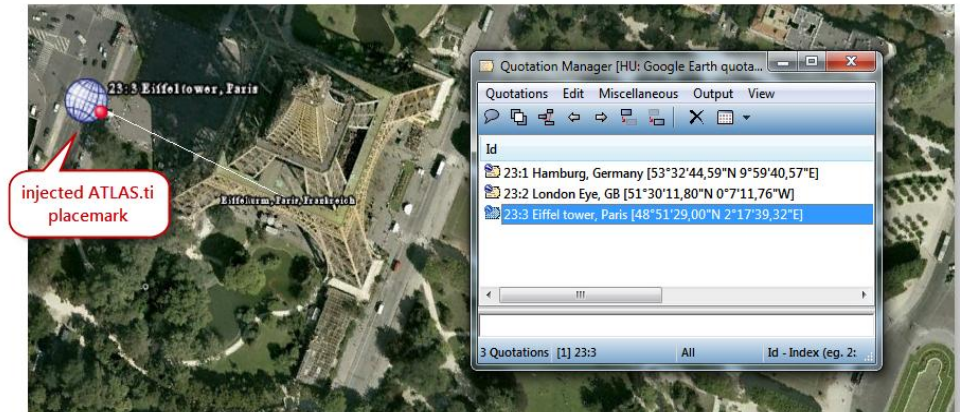 23:3 Eiffel tower, Paris
injected ATLAS.ti
placemark
Eiffelturm, Paris, Frankreich
Quotation Manager [HU: Google Earth quota...
Quotations Edit Miscellaneous Output View
Id
23:1 Hamburg, Germany [53°32'44,59"N 9°59'40,57"E]
23:2 London Eye, GB [51°30'11,80"N 0°7'11,76"W]
23:3 Eiffel tower, Paris [48°51'29,00"N 2°17'39,32"E]
3 Quotations [1] 23:3 All Id - Index (eg. 2: